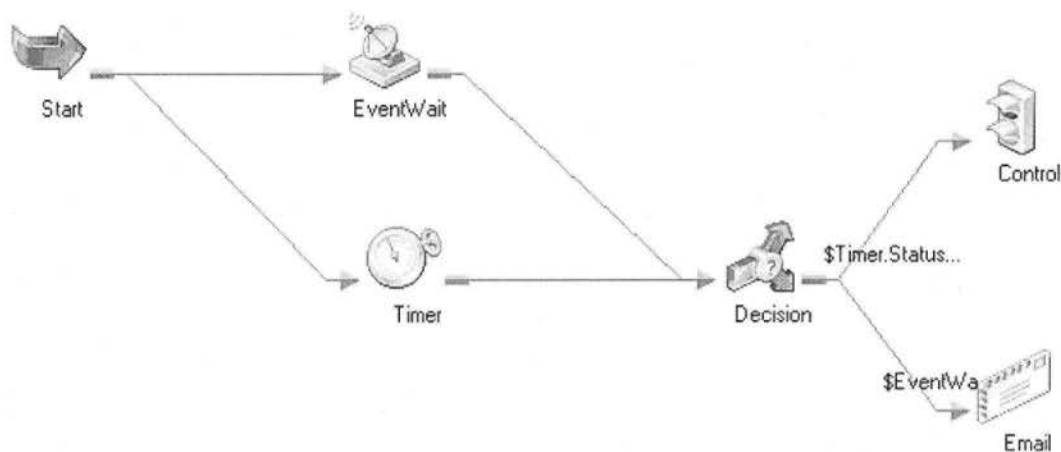 Start
EventWait
Control
$Timer.Status...
Timer
Decision
?
$EventWa
Email